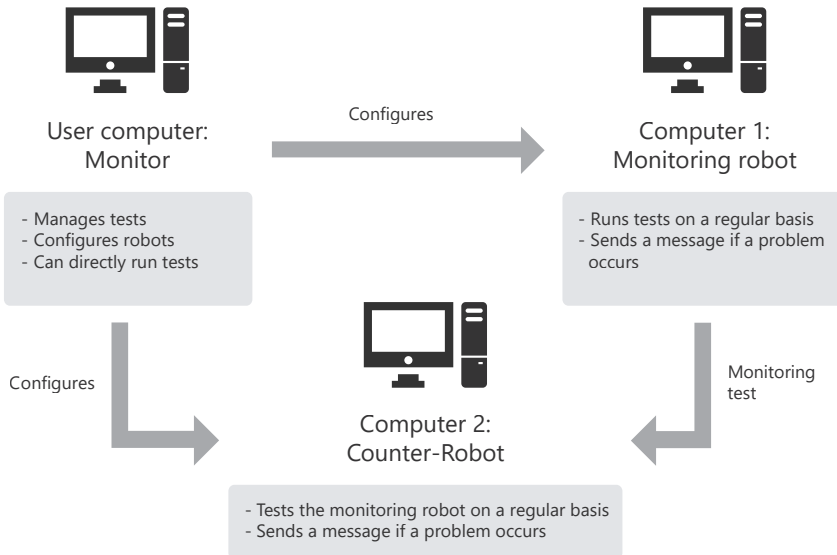 User computer:
Monitor
Configures
Computer 1:
Monitoring robot
- Manages tests
- Configures robots
- Can directly run tests
- Runs tests on a regular basis
- Sends a message if a problem
occurs
Configures
Monitoring
test
Computer 2:
Counter-Robot
- Tests the monitoring robot on a regular basis
- Sends a message if a problem occurs